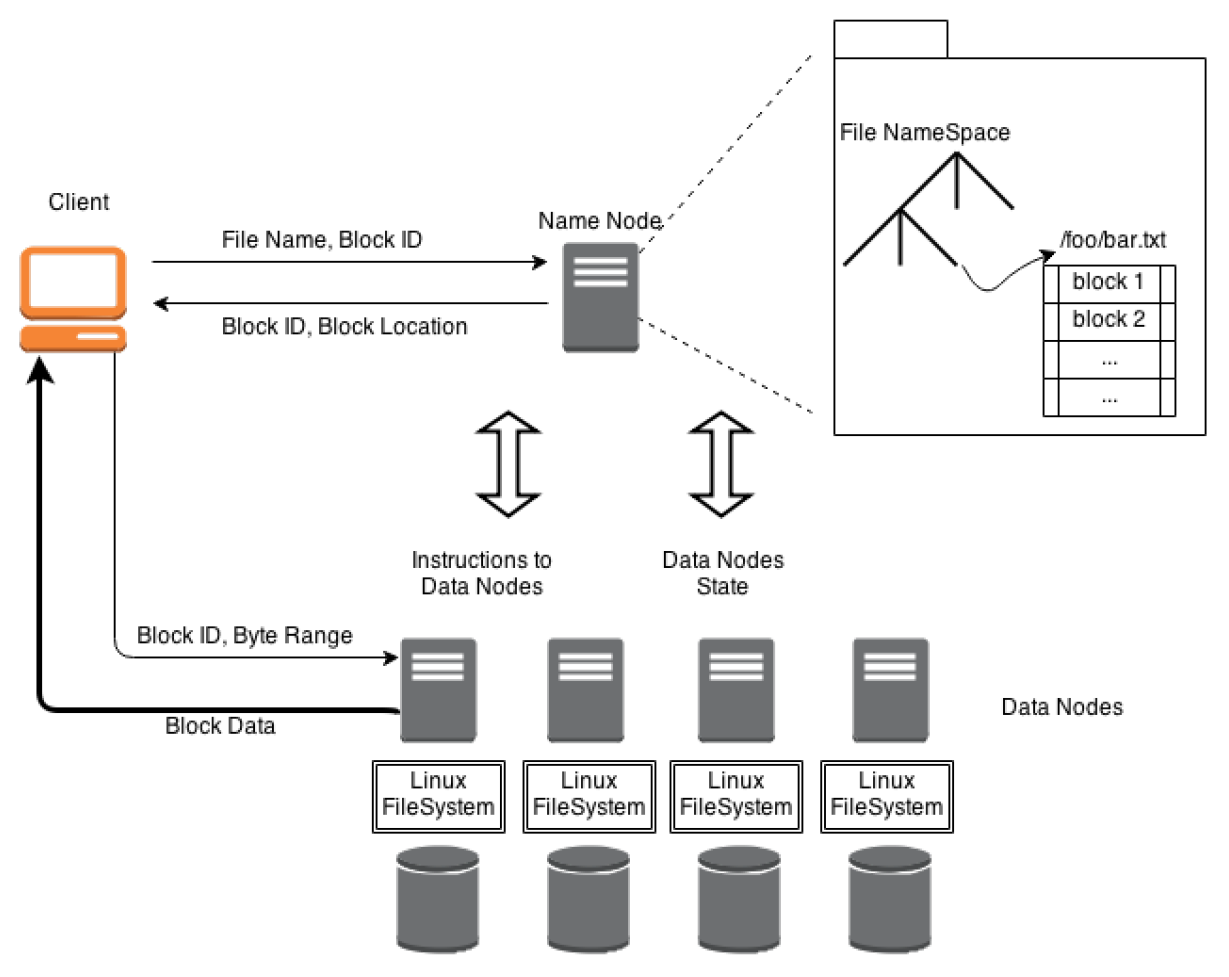 File NameSpace
Client
Name Node
File Name, Block ID
/foo/bar.txt
block 1
Block ID, Block Location
block 2
...
...
Instructions to
Data Nodes
Data Nodes
State
Block ID, Byte Range
Block Data
Data Nodes
Linux
FileSystem
Linux
FileSystem
Linux
FileSystem
Linux
FileSystem